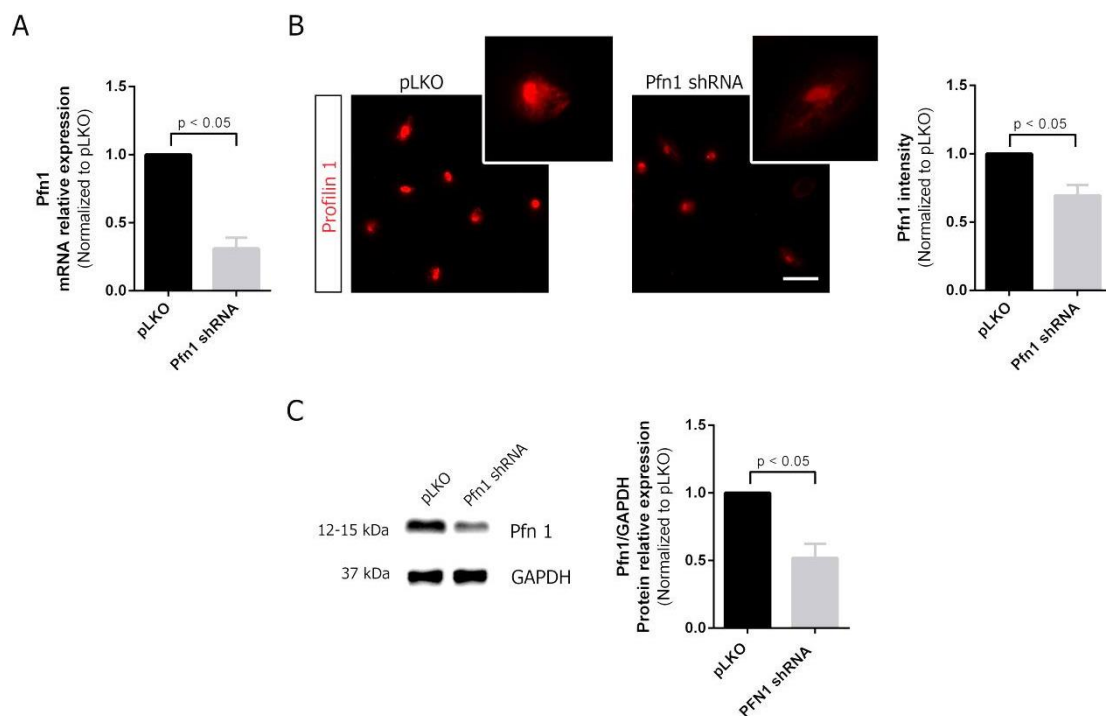 A
Pfn1
mRNA relative expression
(Normalized to pLKO)
1.5
1.0
0.5
0.0
p < 0.05
pLKO
Pfn1 shRNA
B
Profilin 1
pLKO
Pfn1 shRNA
Pfn1 intensity
(Normalized to pLKO)
1.5
1.0
0.5
0.0
p < 0.05
pLKO
Pfn1 shRNA
C
pLKO
Pfn1 shRNA
12-15 kDa
Pfn 1
37 kDa
GAPDH
Pfn1/GAPDH
Protein relative expression
(Normalized to pLKO)
1.5
1.0
0.5
0.0
p < 0.05
pLKO
PFN1 shRNA